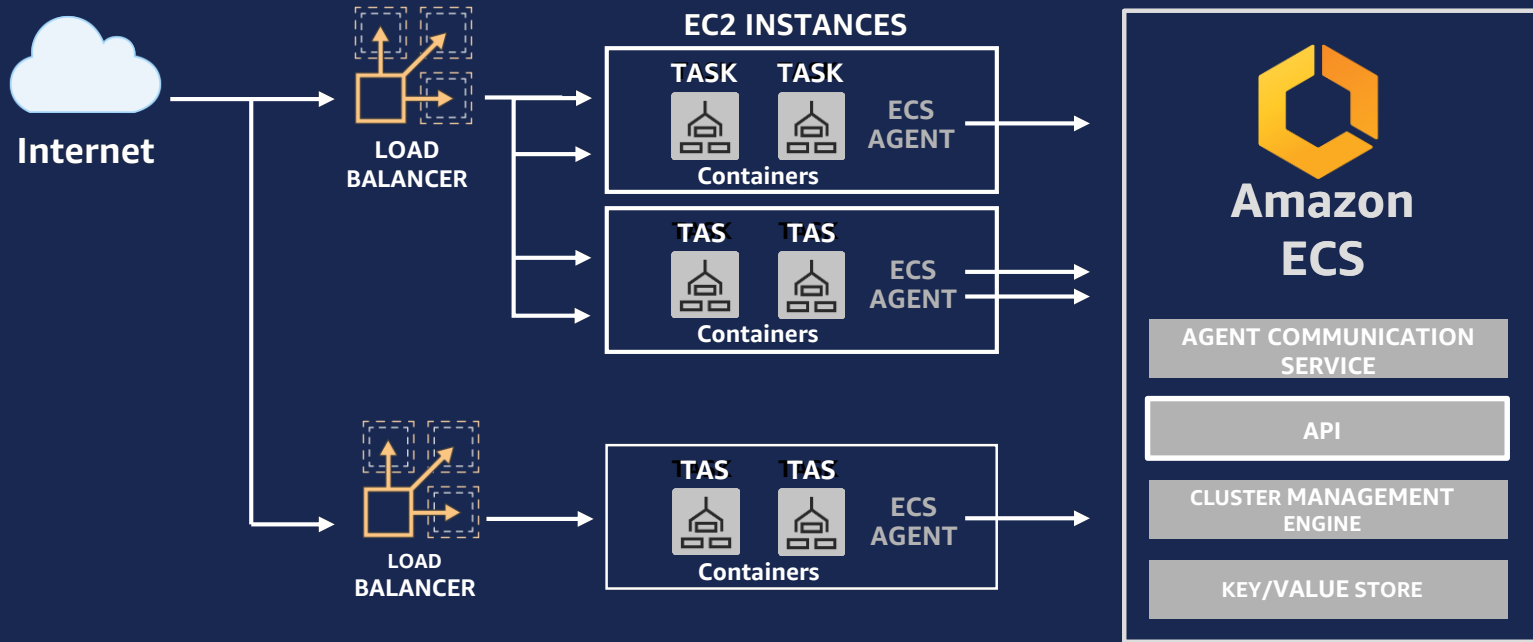 Internet
LOAD
BALANCER
EC2 INSTANCES
TASK TASK
ECS
AGENT
Containers
TAS TAS
ECS
AGENT
Containers
LOAD
BALANCER
TAS TAS
ECS
AGENT
Containers
Amazon
ECS
AGENT COMMUNICATION
SERVICE
API
CLUSTER MANAGEMENT
ENGINE
KEY/VALUE STORE